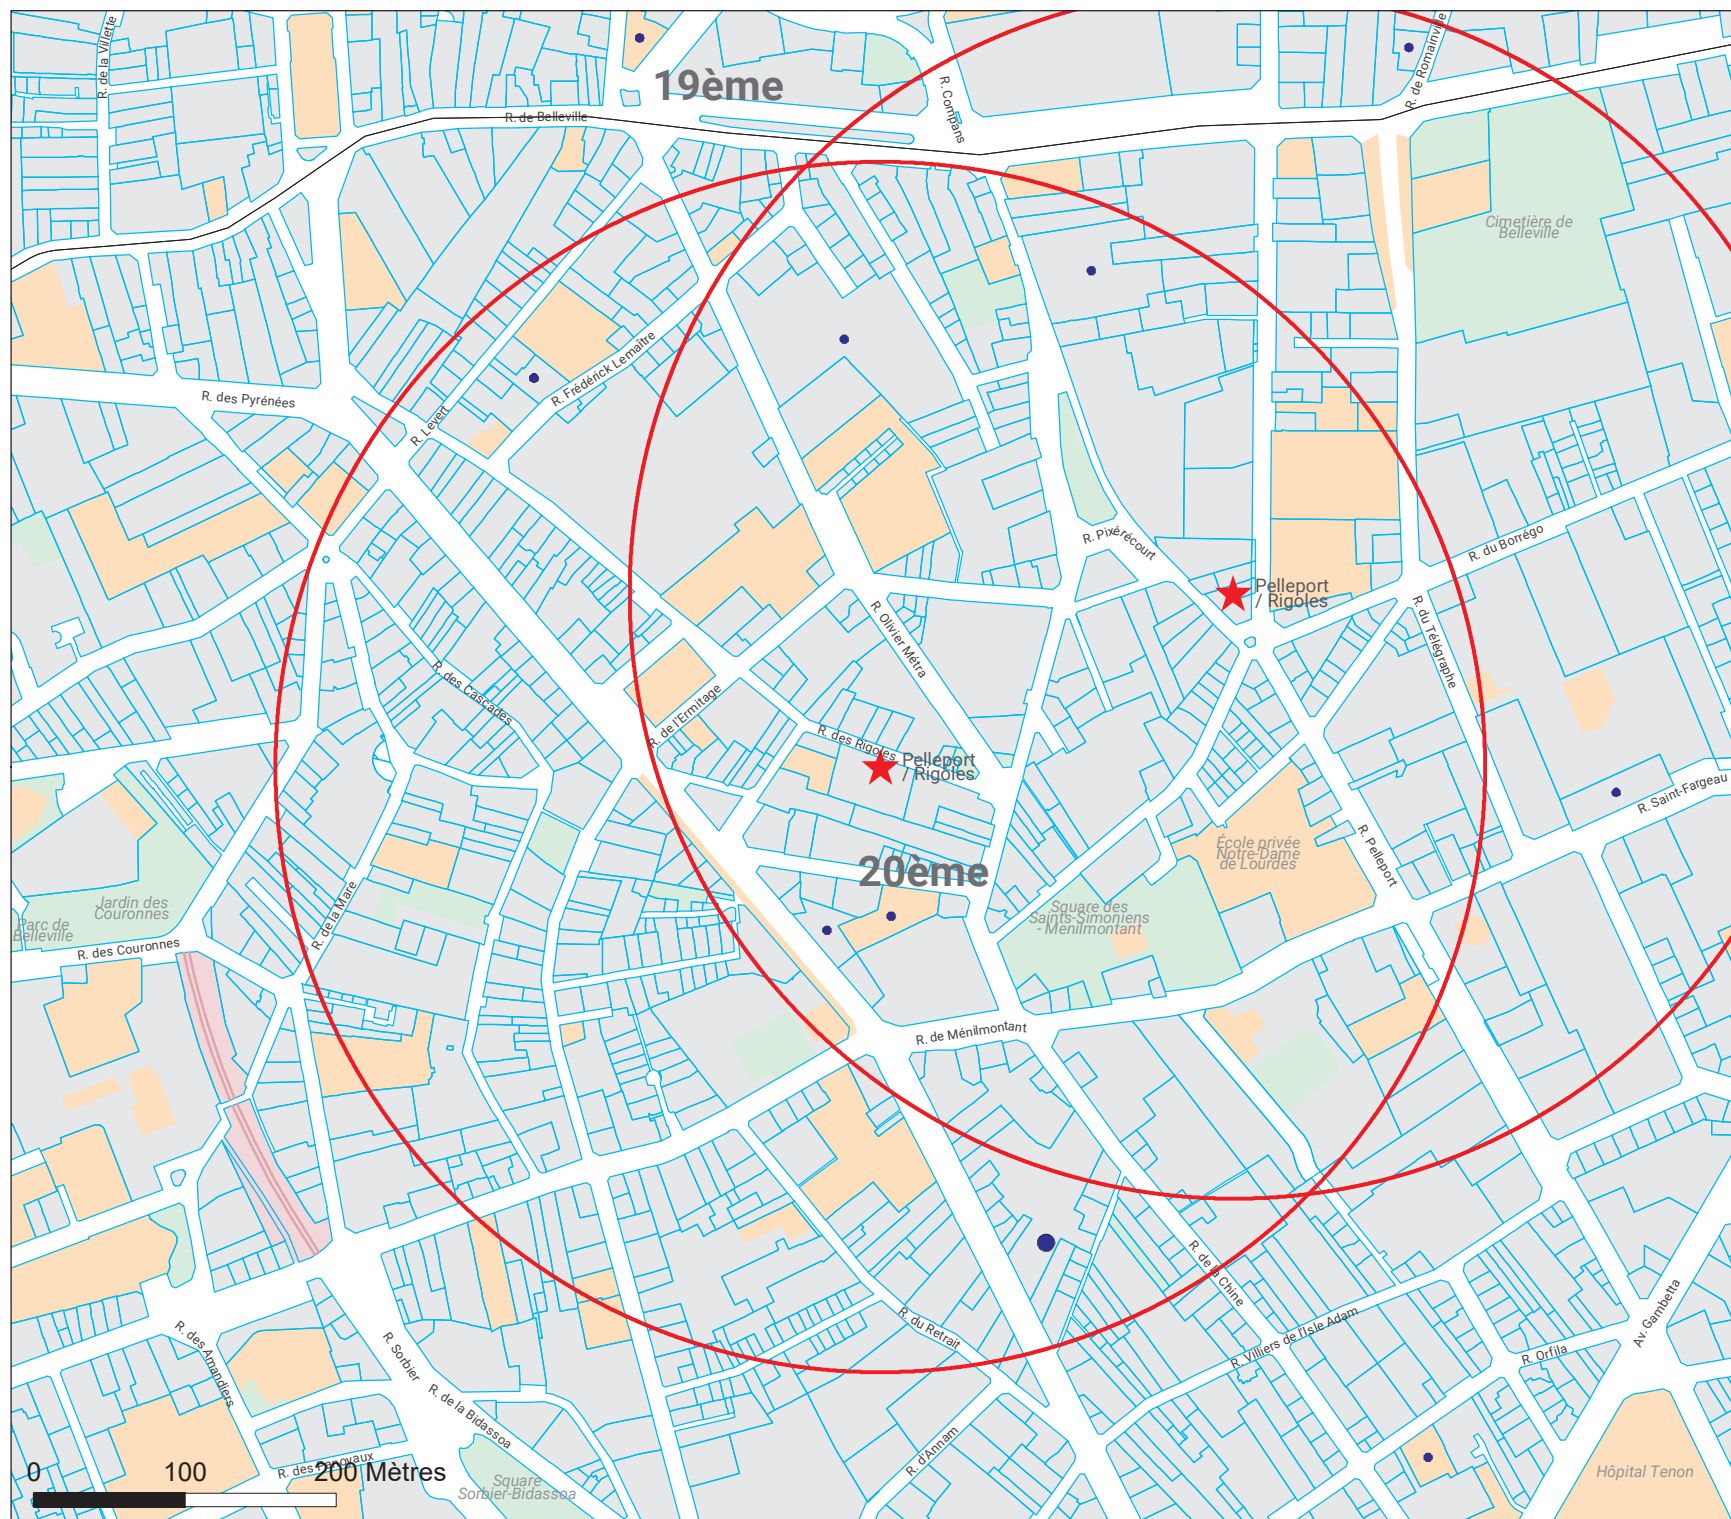 R. de la Villette
19ème
R. Compans
R. de Romainville
R. de Belleville
Cimetière de
Belleville
R. Frédérick Lemaître
R. des Pyrénées
R. Levert
R. Pixérécourt
R. du Borrégo
Pelleport
/ Rigoles
R. Olivier Métra
R. du Télégraphe
R. des Cascades
R. de l'Ermitage
R. des Rigoles
Pelleport
/ Rigoles
R. Saint-Fargeau
R. Pelleport
École privée
Notre-Dame
de Lourdes
20ème
Square des
Saints-Simoniens
- Ménilmontant
Jardin des
Couronnes
Parc de
Belleville
R. de la Mare
R. des Couronnes
R. de Ménilmontant
R. de la Chine
Av. Gambetta
R. des Amandiers
R. Sorbier
R. du Retrait
R. Villiers de l'Isle Adam
R. Orfila
R. de la Bidassoa
R. d'Annam
R. des Panoyaux
Square
Sorbier-Bidassoa
Hôpital Tenon
0 100 200 Mètres